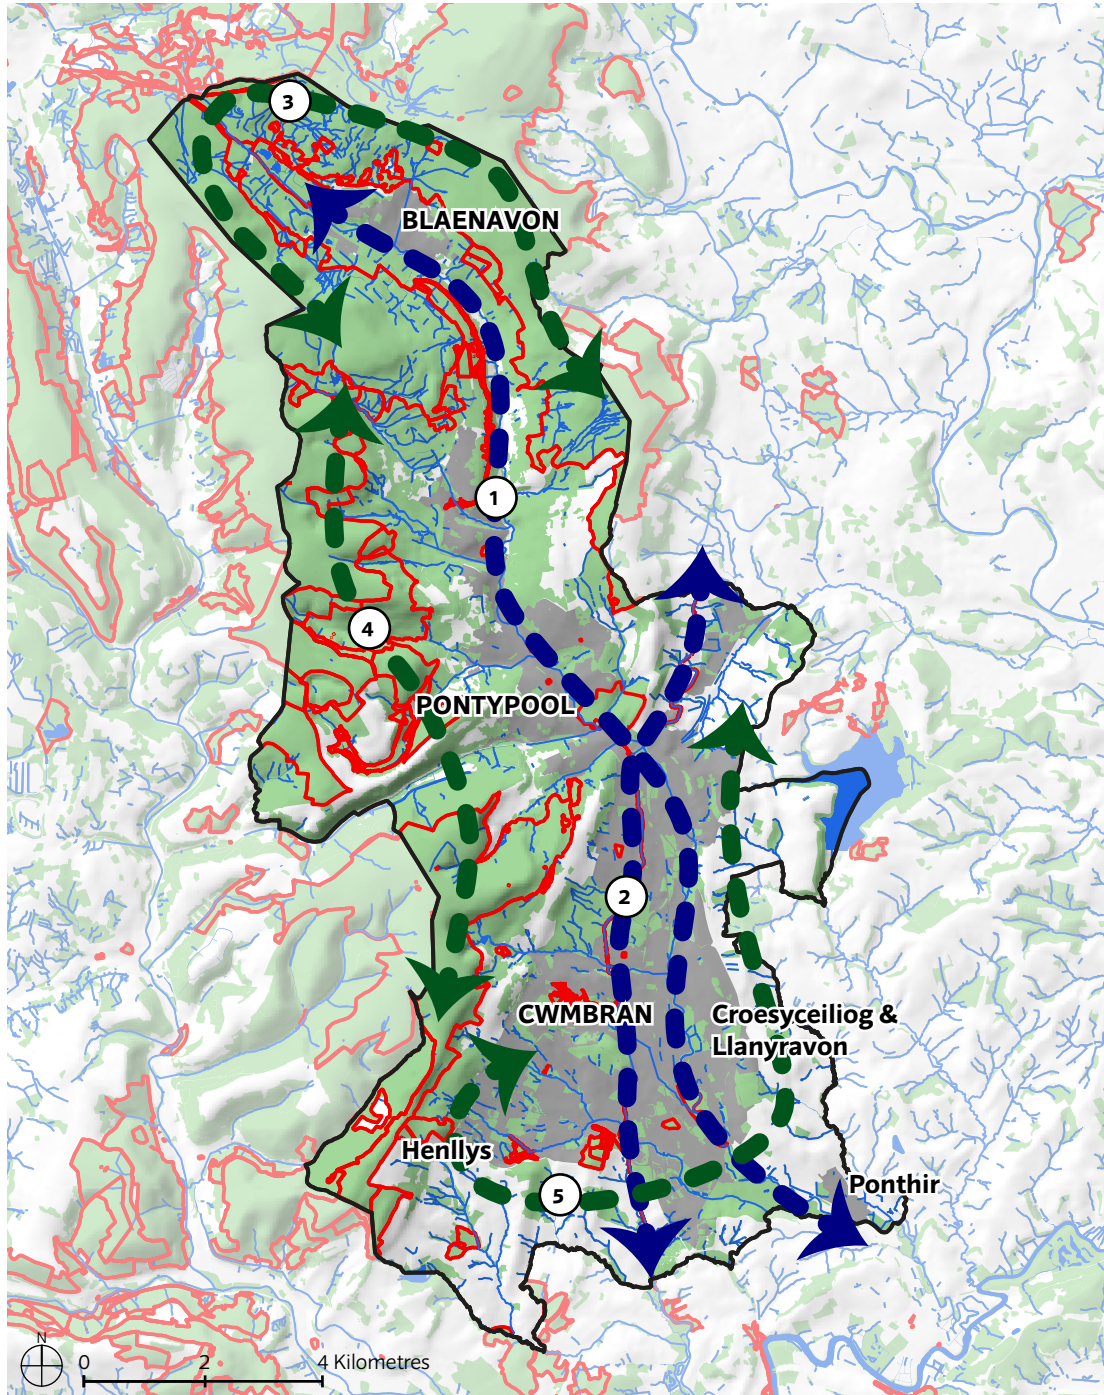 3
BLAENAVON
1
4
PONTYPOOL
2
CWMBRAN
Croesyceiliog &
Llanyravon
Henllys
Ponthir
5
N
0 2 4 Kilometres